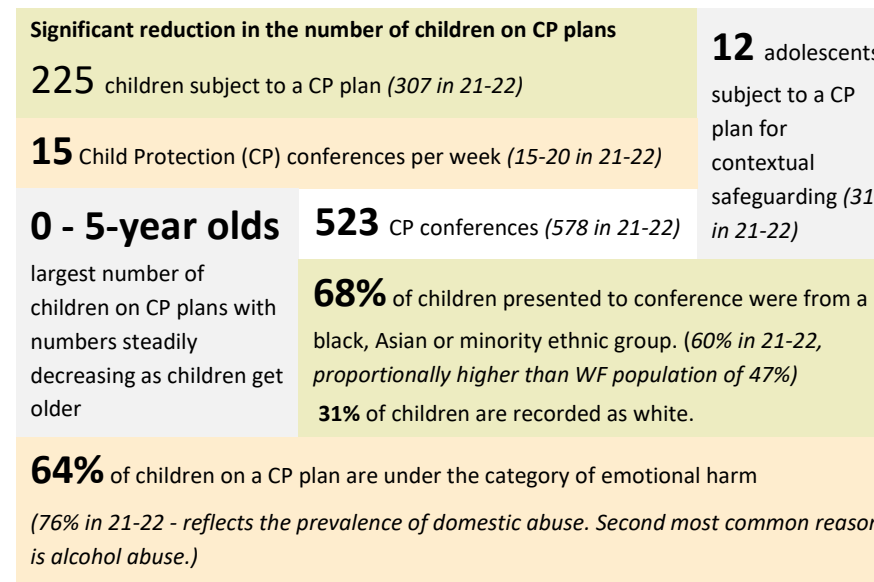 Significant reduction in the number of children on CP plans
225 children subject to a CP plan (307 in 21-22)
15 Child Protection (CP) conferences per week (15-20 in 21-22)
12 adolescents
subject to a CP
plan for
contextual
safeguarding (31
in 21-22)
0 - 5-year olds
largest number of
children on CP plans with
numbers steadily
decreasing as children get
older
523 CP conferences (578 in 21-22)
68% of children presented to conference were from a
black, Asian or minority ethnic group. (60% in 21-22,
proportionally higher than WF population of 47%)
31% of children are recorded as white.
64% of children on a CP plan are under the category of emotional harm
(76% in 21-22 - reflects the prevalence of domestic abuse. Second most common reason
is alcohol abuse.)